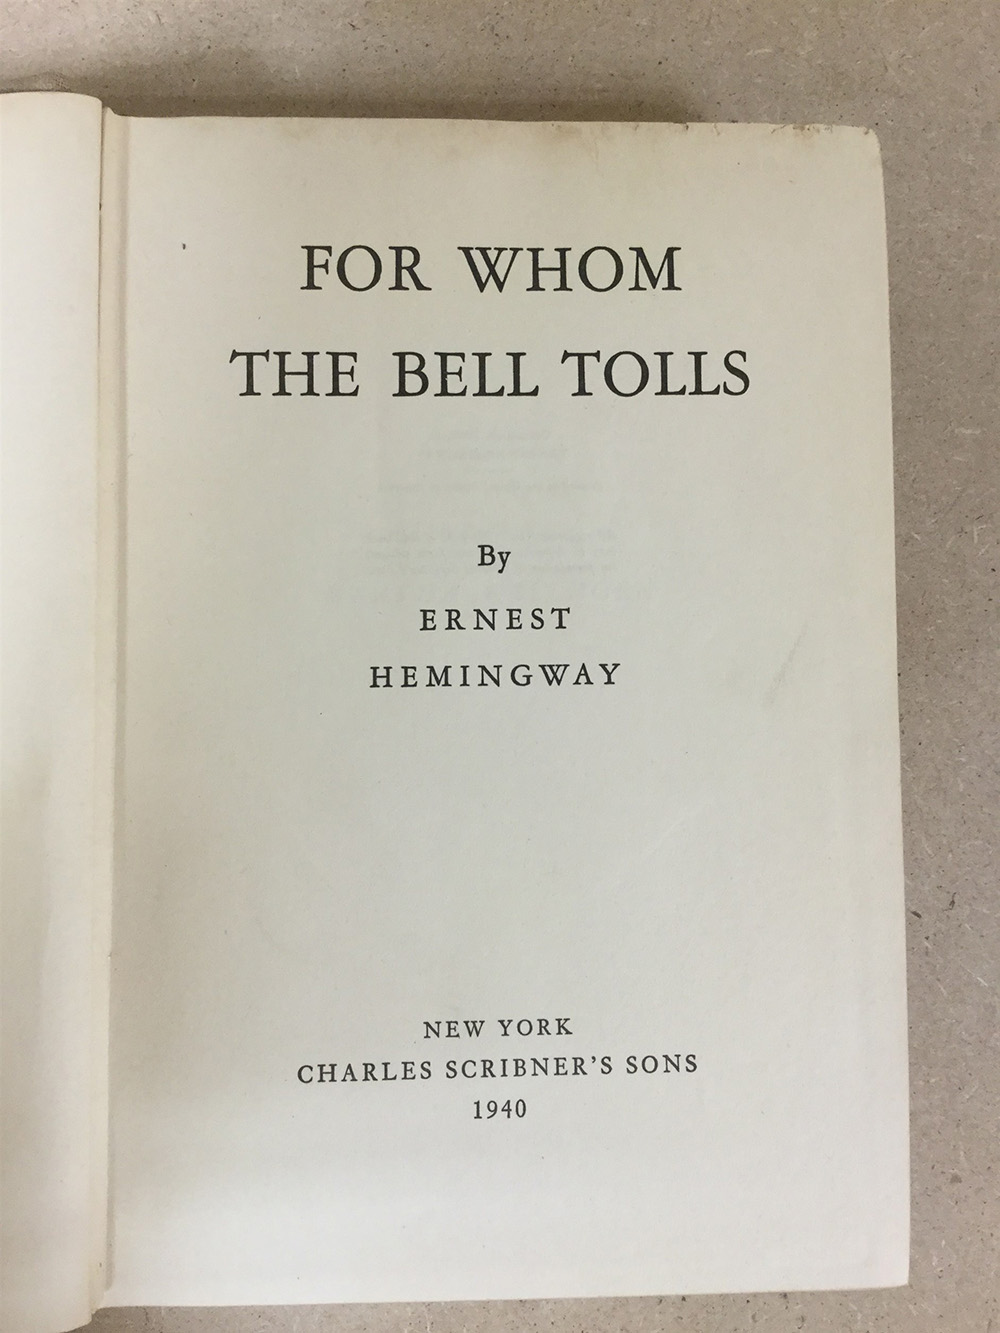 FOR WHOM
THE BELL TOLLS
By
ERNEST
HEMINGWAY
NEW YORK
CHARLES SCRIBNER'S SONS
1940